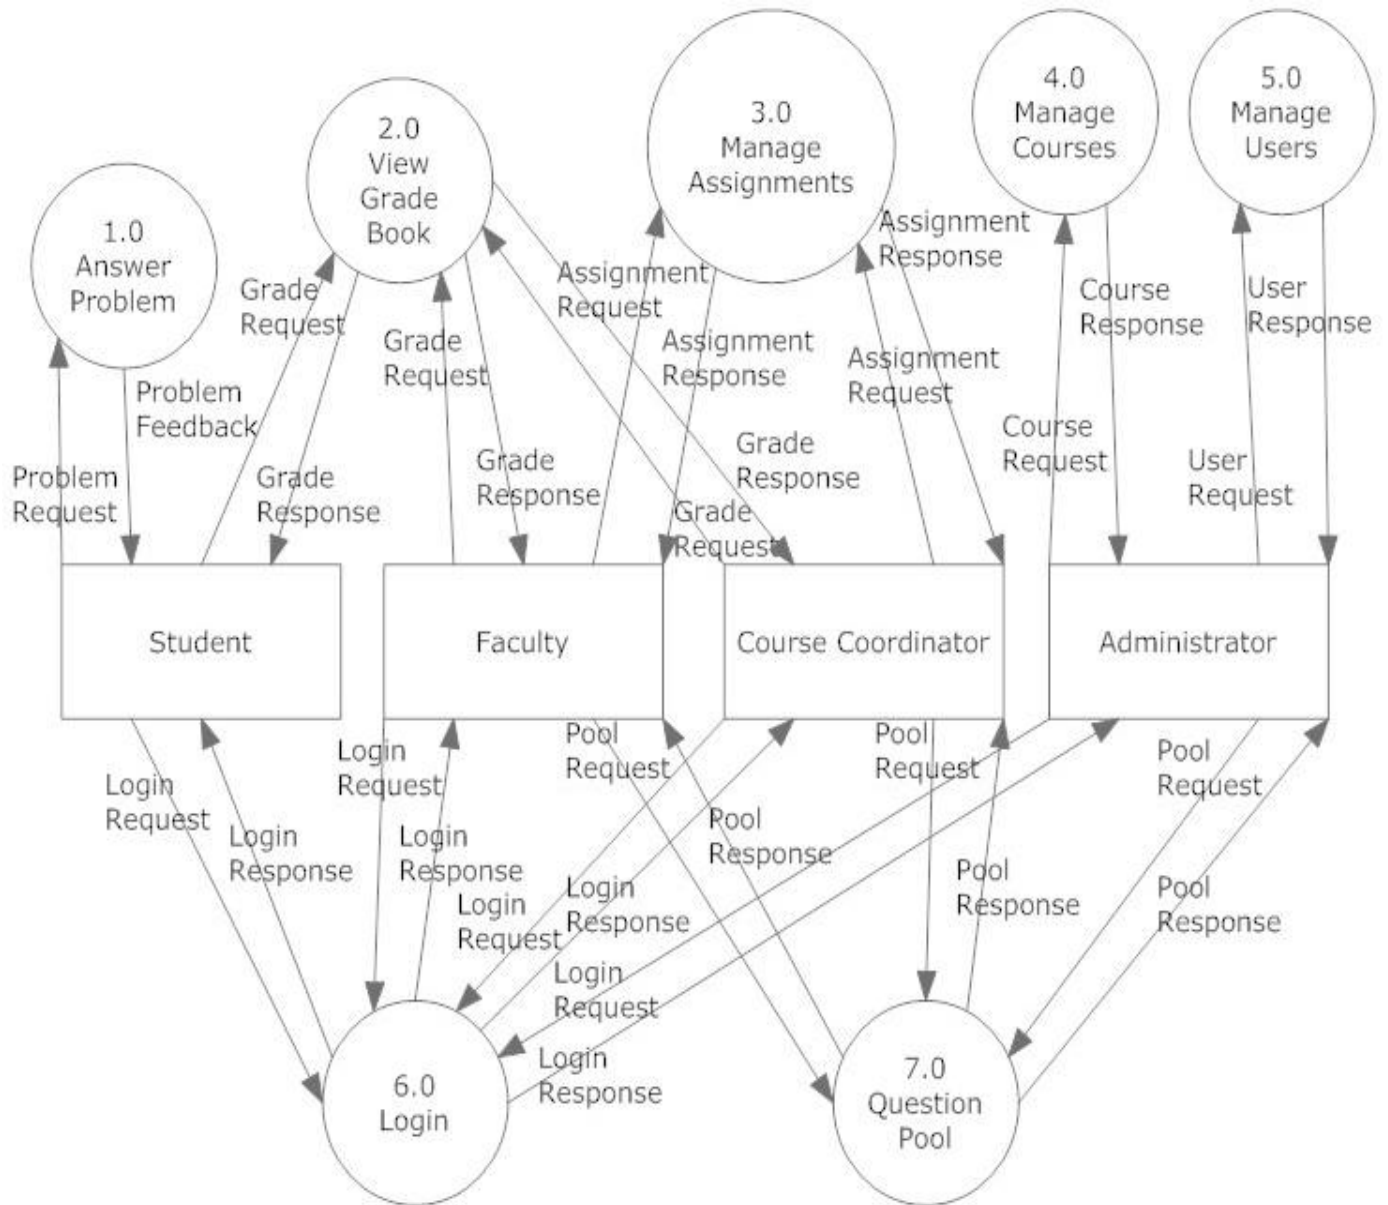 3.0
Manage
Assignments
4.0
Manage
Courses
5.0
Manage
Users
2.0
View
Grade
Book
1.0
Answer
Problem
Assignment
Response
Grade
Request
Assignment
Request
Course
Response
User
Response
Grade
Request
Assignment
Response
Assignment
Request
Problem
Feedback
Course
Request
Grade
Response
Grade
Response
User
Request
Problem
Request
Grade
Response
Grade
Request
Student
Faculty
Course Coordinator
Administrator
Login
Request
Pool
Request
Pool
Request
Pool
Request
Login
Request
Login
Response
Login
Response
Pool
Response
Login
Request
Login
Response
Pool
Response
Pool
Response
Login
Request
Login
Response
6.0
Login
7.0
Question
Pool